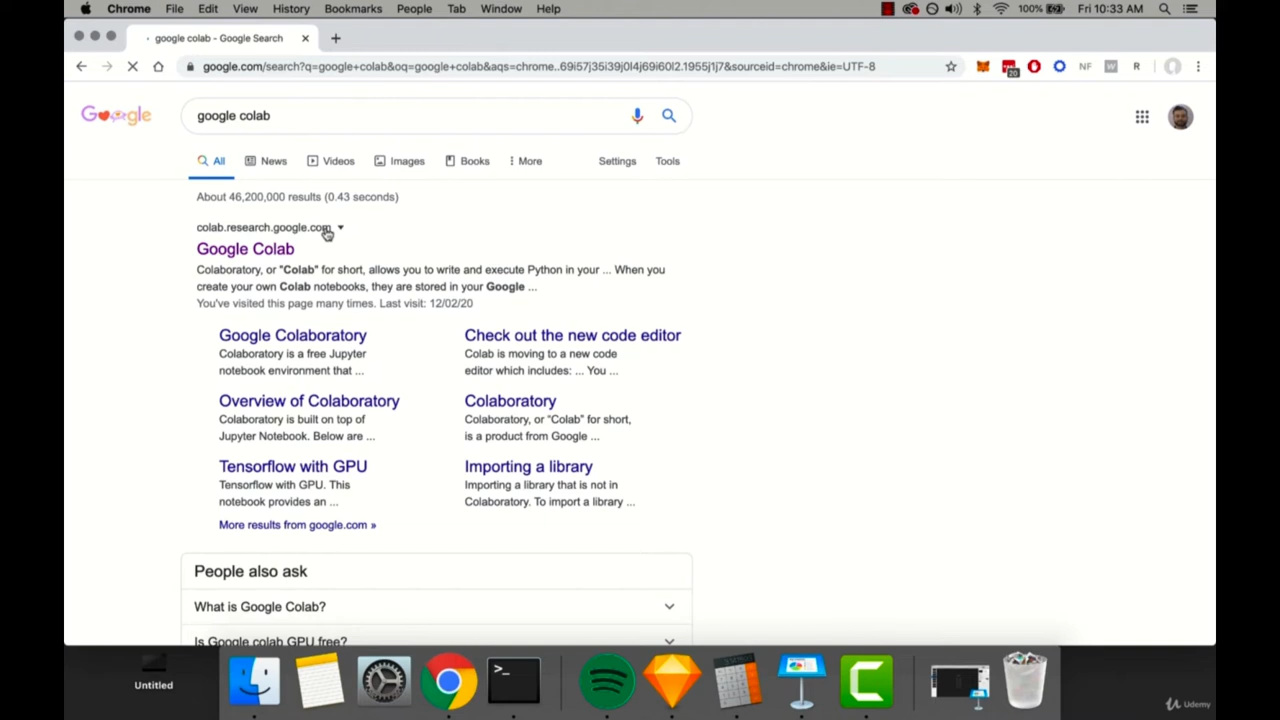 Chrome File Edit View History Bookmarks People Tab Window Help 100% Fri 10:33 AM
google colab - Google Search
google.com/search?q=google+colab&oq=google+colab&aqs=chrome..69i57j35i39j0l4j69i60l2.1955j1j7&sourceid=chrome&ie=UTF-8 20 NF W R
Google google colab
All News Videos Images Books More Settings Tools
About 46,200,000 results (0.43 seconds)
colab.research.google.com
Google Colab
Colaboratory, or "Colab" for short, allows you to write and execute Python in your ... When you
create your own Colab notebooks, they are stored in your Google ...
You've visited this page many times. Last visit: 12/02/20
Google Colaboratory
Colaboratory is a free Jupyter
notebook environment that ...
Check out the new code editor
Colab is moving to a new code
editor which includes: ... You ...
Overview of Colaboratory
Colaboratory is built on top of
Jupyter Notebook. Below are ...
Colaboratory
Colaboratory, or "Colab" for short,
is a product from Google ...
Tensorflow with GPU
Tensorflow with GPU. This
notebook provides an ...
Importing a library
Importing a library that is not in
Colaboratory. To import a library ...
More results from google.com »
People also ask
What is Google Colab?
Is Google colab GPU free?
Untitled
Udemy